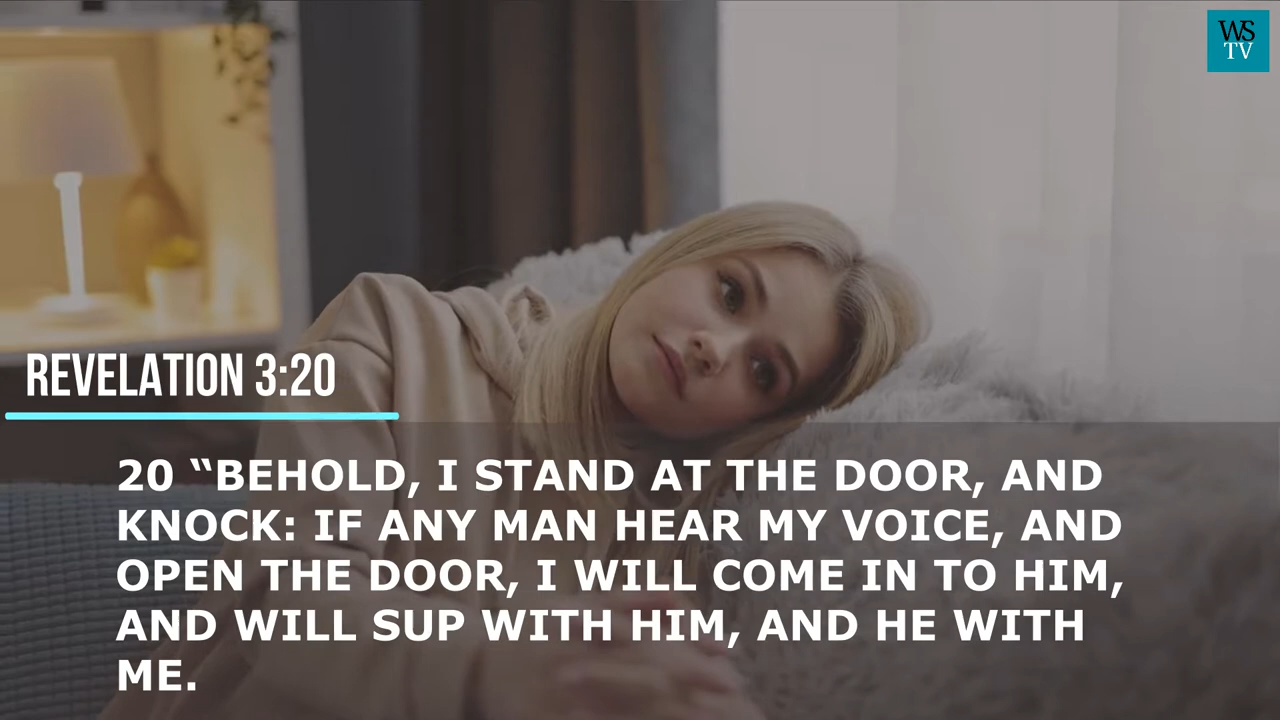 WS
TV
REVELATION 3:20
20 “BEHOLD, I STAND AT THE DOOR, AND
KNOCK: IF ANY MAN HEAR MY VOICE, AND
OPEN THE DOOR, I WILL COME IN TO HIM,
AND WILL SUP WITH HIM, AND HE WITH
ME.